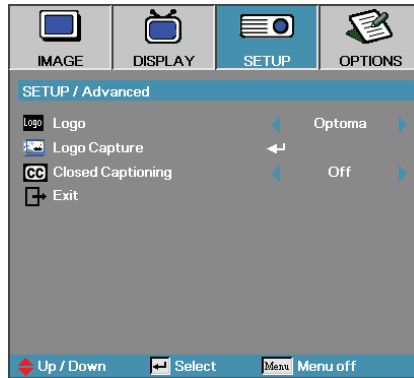 IMAGE DISPLAY SETUP OPTIONS
SETUP / Advanced
Logo Logo Optoma
Logo Capture
CC Closed Captioning Off
Exit
Up / Down Select Menu Menu off